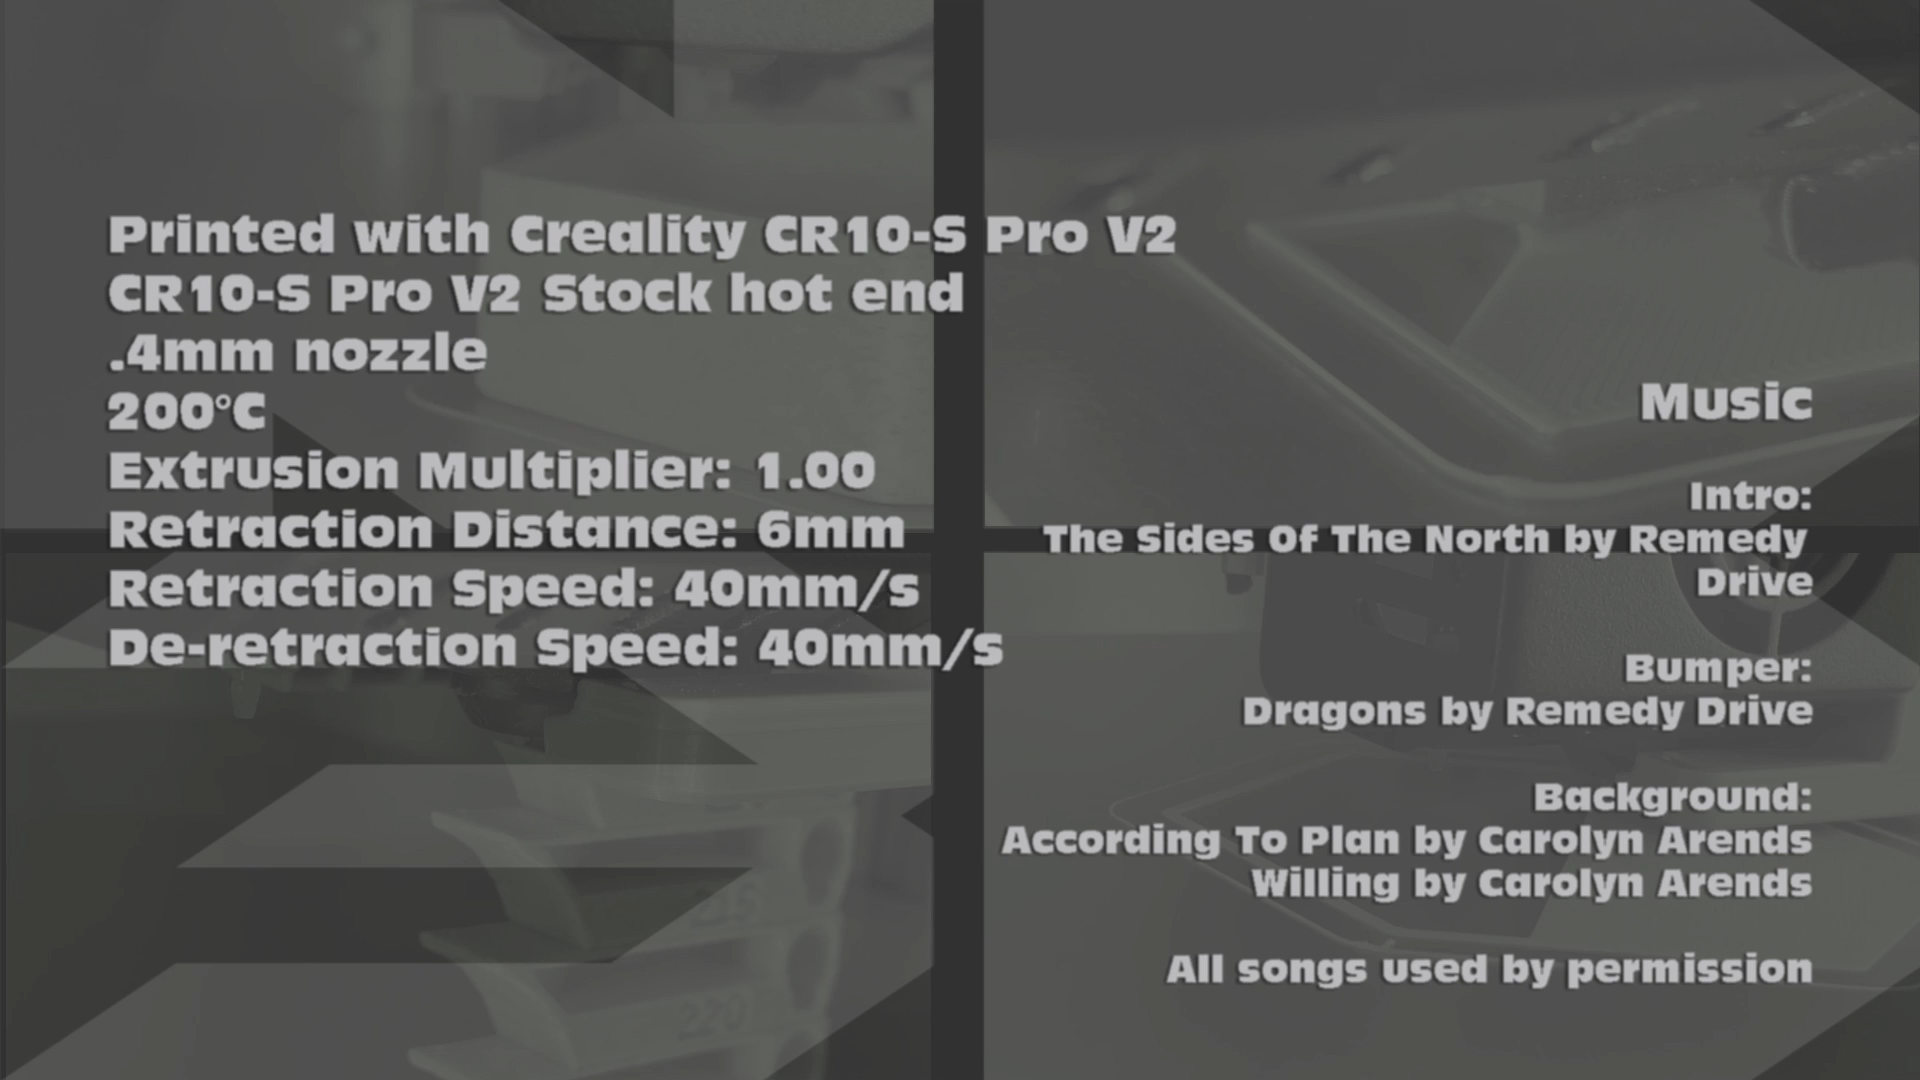 Printed with Creality CR10-S Pro V2
CR10-S Pro V2 Stock hot end
.4mm nozzle
200°C
Extrusion Multiplier: 1.00
Retraction Distance: 6mm
Retraction Speed: 40mm/s
De-retraction Speed: 40mm/s
Music
Intro:
The Sides Of The North by Remedy
Drive
Bumper:
Dragons by Remedy Drive
Background:
According To Plan by Carolyn Arends
Willing by Carolyn Arends
All songs used by permission
215
220